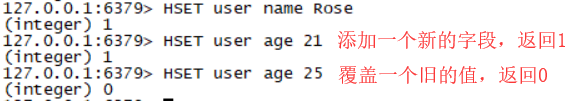 127.0.0.1:6379> HSET user name Rose
(integer) 1
127.0.0.1:6379> HSET user age 21 添加一个新的字段，返回1
(integer) 1
127.0.0.1:6379> HSET user age 25 覆盖一个旧的值，返回0
(integer) 0